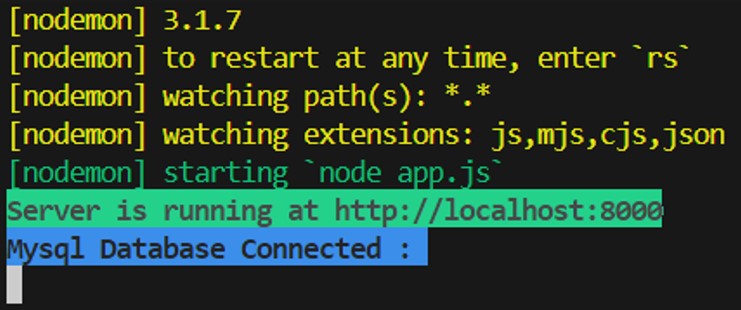 [nodemon] 3.1.7
[nodemon] to restart at any time, enter `rs`
[nodemon] watching path(s): *.*
[nodemon] watching extensions: js,mjs,cjs,json
[nodemon] starting `node app.js`
Server is running at http://localhost:8000
Mysql Database Connected :